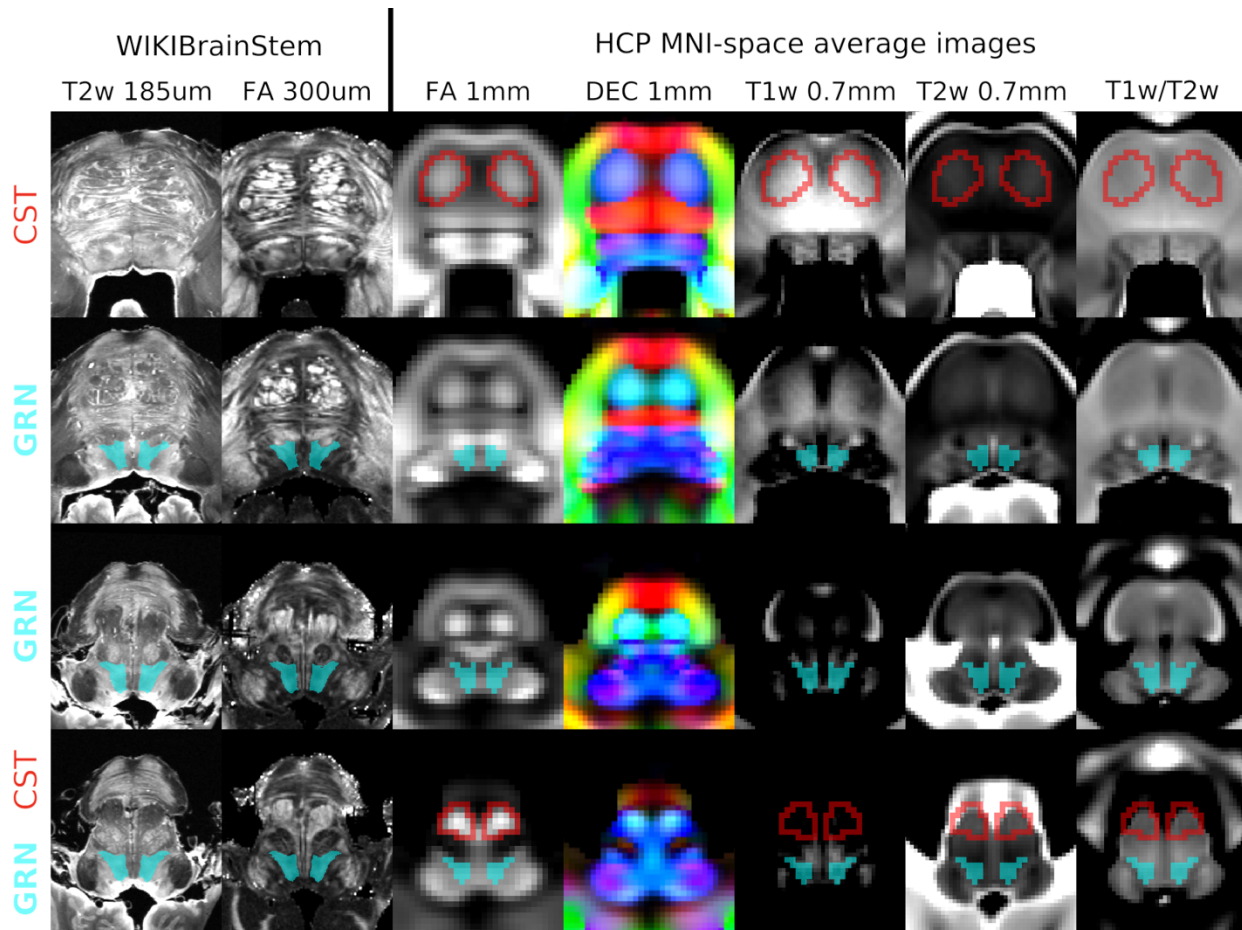 WIKIBrainStem
HCP MNI-space average images
T2w 185um
FA 300um
FA 1mm
DEC 1mm
T1w 0.7mm
T2w 0.7mm
T1w/T2w
CST
GRN
GRN
CST
GRN